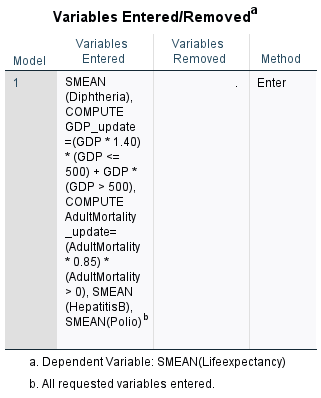 Variables Entered/Removedᵃ
Model Variables Entered Variables Removed Method
1 SMEAN . Enter
(Diphtheria),
COMPUTE
GDP_update
=(GDP * 1.40)
* (GDP <=
500) + GDP *
(GDP > 500),
COMPUTE
AdultMortality
_update=
(AdultMortality
* 0.85) *
(AdultMortality
> 0), SMEAN
(HepatitisB),
SMEAN(Polio)ᵇ
a. Dependent Variable: SMEAN(Lifeexpectancy)
b. All requested variables entered.